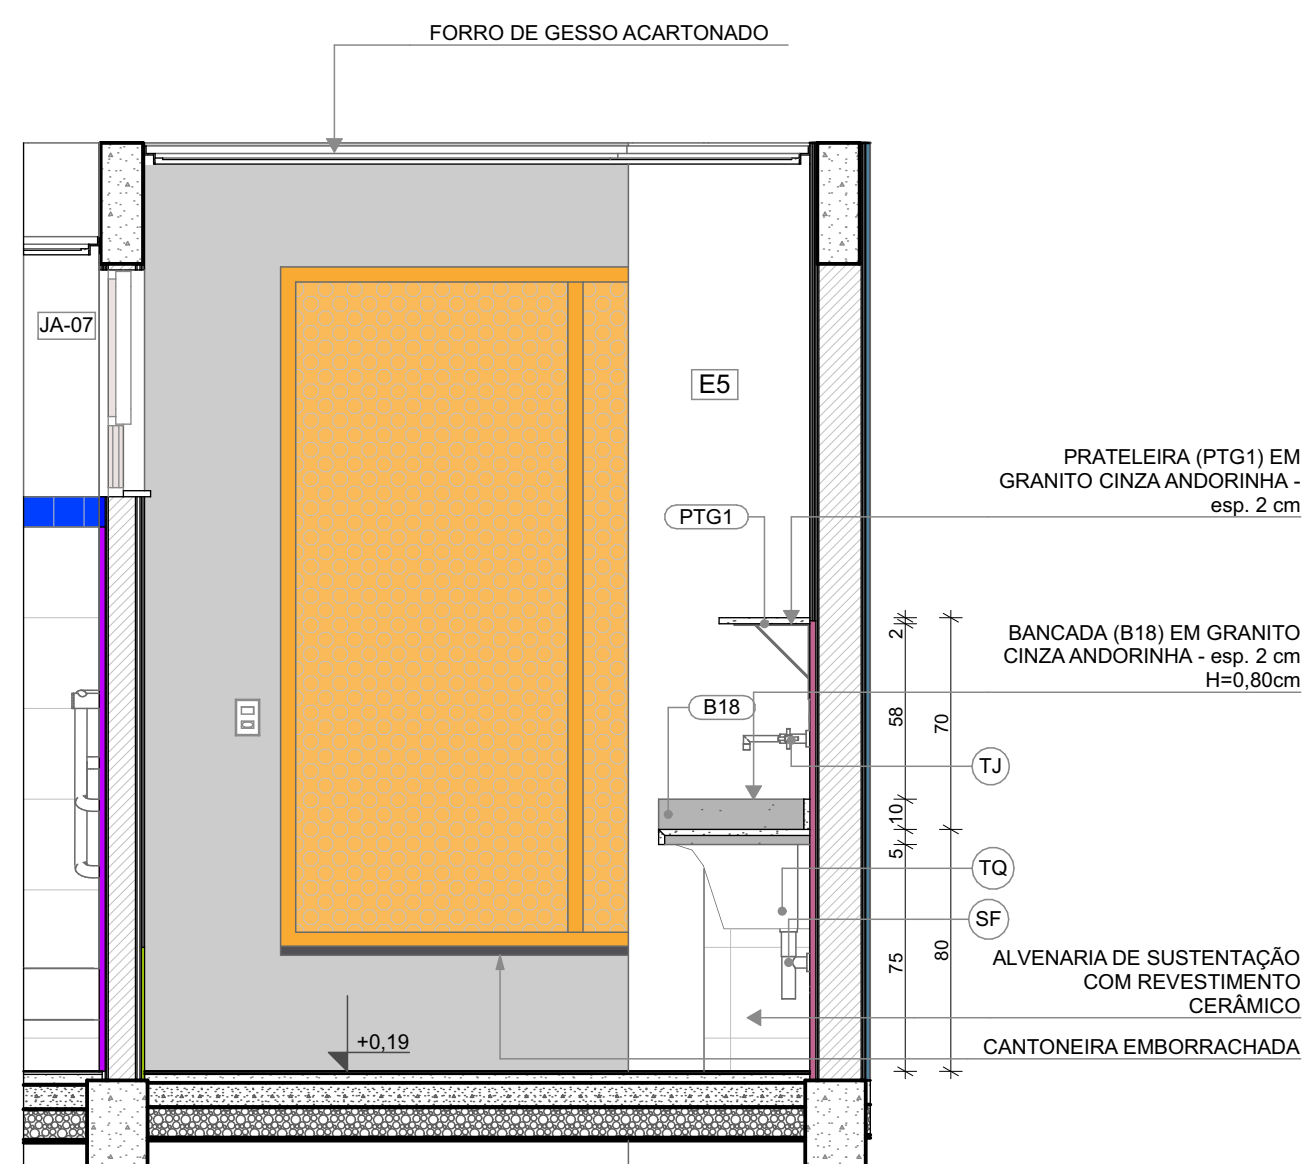 FORRO DE GESSO ACARTONADO
JA-07
E5
PRATELEIRA (PTG1) EM
GRANITO CINZA ANDORINHA -
esp. 2 cm
PTG1
2
BANCADA (B18) EM GRANITO
CINZA ANDORINHA - esp. 2 cm
H=0,80cm
B18
58
70
TJ
10
5
TQ
SF
75
80
ALVENARIA DE SUSTENTAÇÃO
COM REVESTIMENTO
CERÂMICO
+0,19
CANTONEIRA EMBORRACHADA